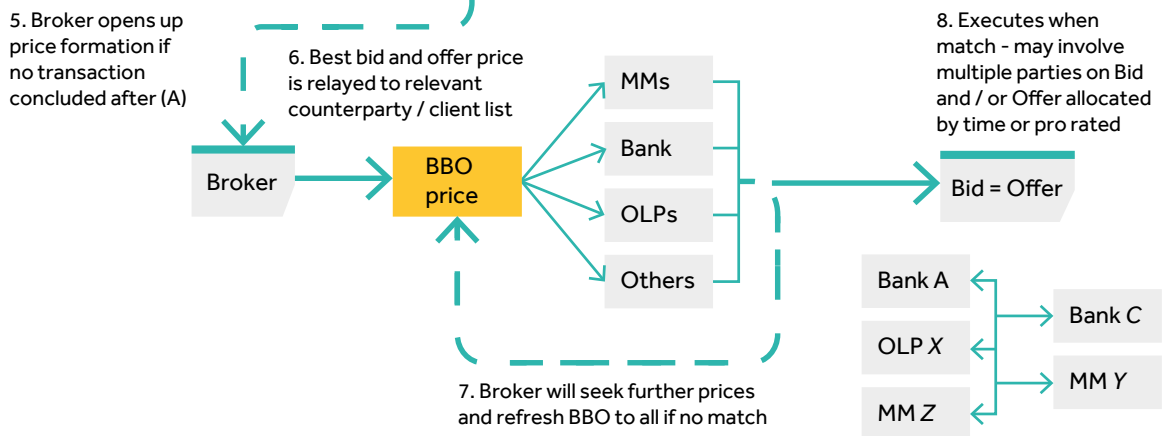 5. Broker opens up
price formation if
no transaction
concluded after (A)
6. Best bid and offer price
is relayed to relevant
counterparty / client list
8. Executes when
match - may involve
multiple parties on Bid
and / or Offer allocated
by time or pro rated
Broker
BBO
price
MMs
Bank
OLPs
Others
Bid = Offer
7. Broker will seek further prices
and refresh BBO to all if no match
Bank A
OLP X
MM Z
Bank C
MM Y